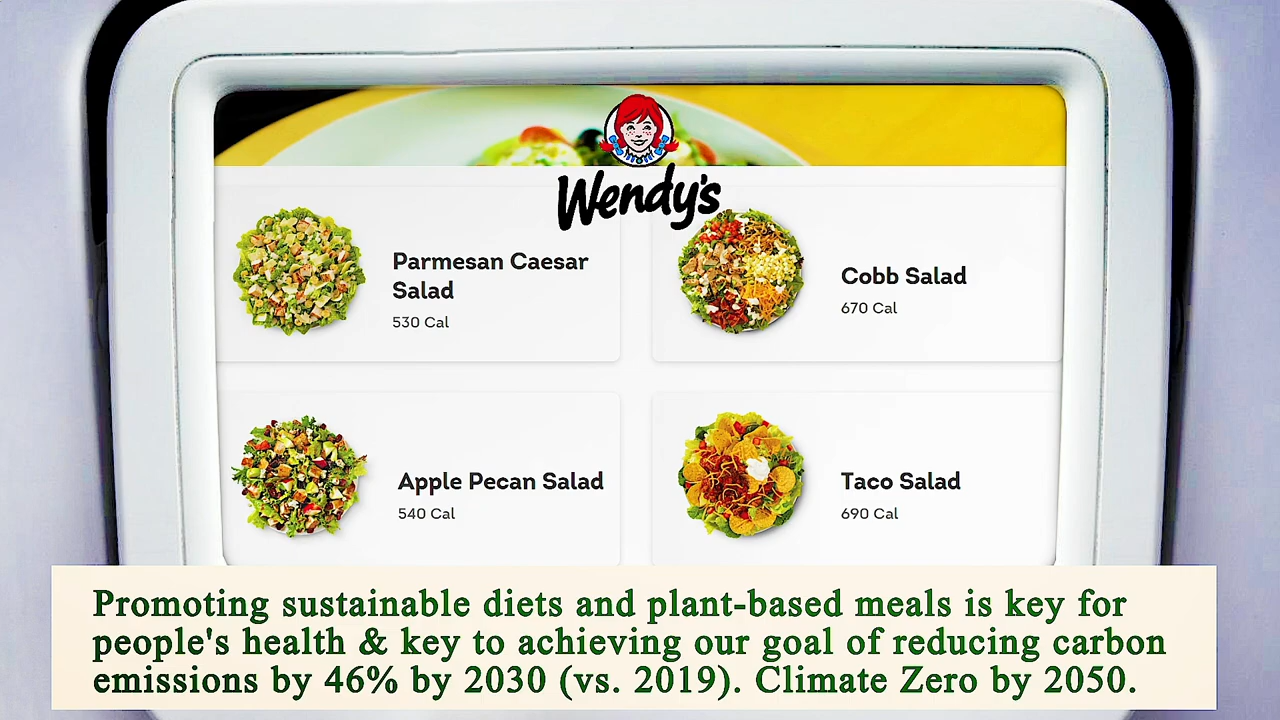 Wendy's
Parmesan Caesar
Salad
530 Cal
Cobb Salad
670 Cal
Apple Pecan Salad
540 Cal
Taco Salad
690 Cal
Promoting sustainable diets and plant-based meals is key for
people's health & key to achieving our goal of reducing carbon
emissions by 46% by 2030 (vs. 2019). Climate Zero by 2050.